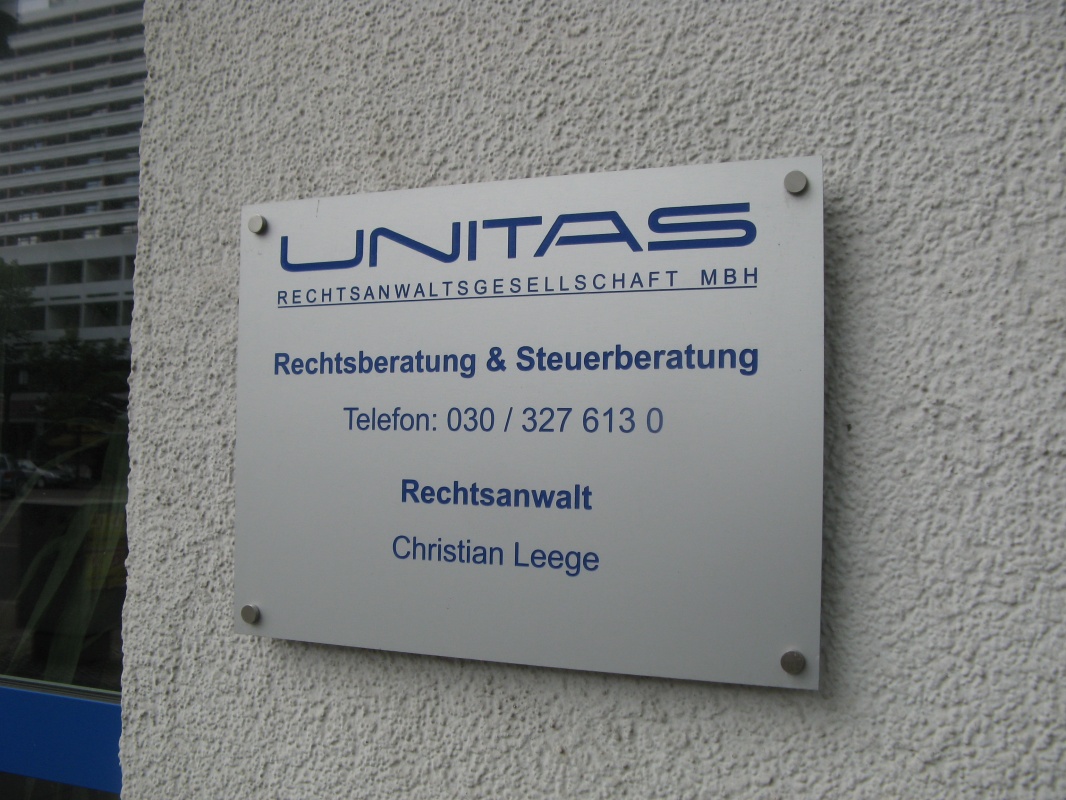 UNITAS
RECHTSANWALTSGESELLSCHAFT MBH
Rechtsberatung & Steuerberatung
Telefon: 030 / 327 613 0
Rechtsanwalt
Christian Leege